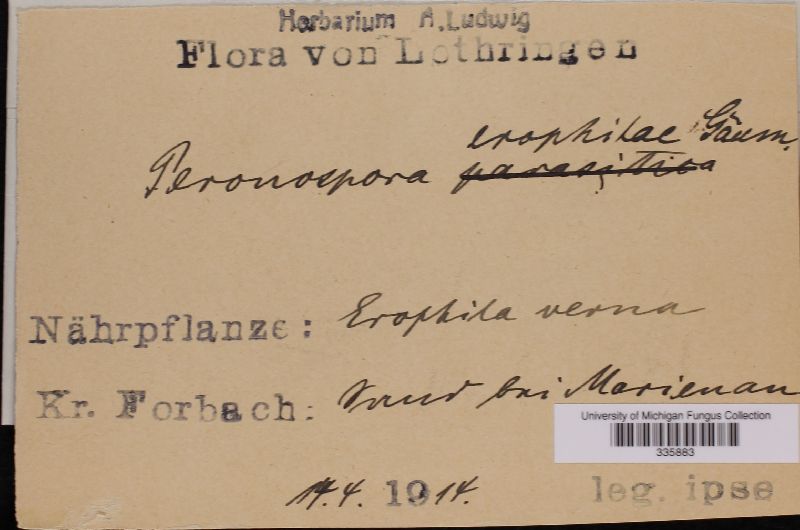 Herbarium A. Ludwig
Flora von Lothringen
erophilae Gäum.
Peronospora parasitica
Nährpflanze: Erophila verna
Kr. Forbach: Sand bei Marienau
University of Michigan Fungus Collection
335883
14.4. 1914. leg. ipse